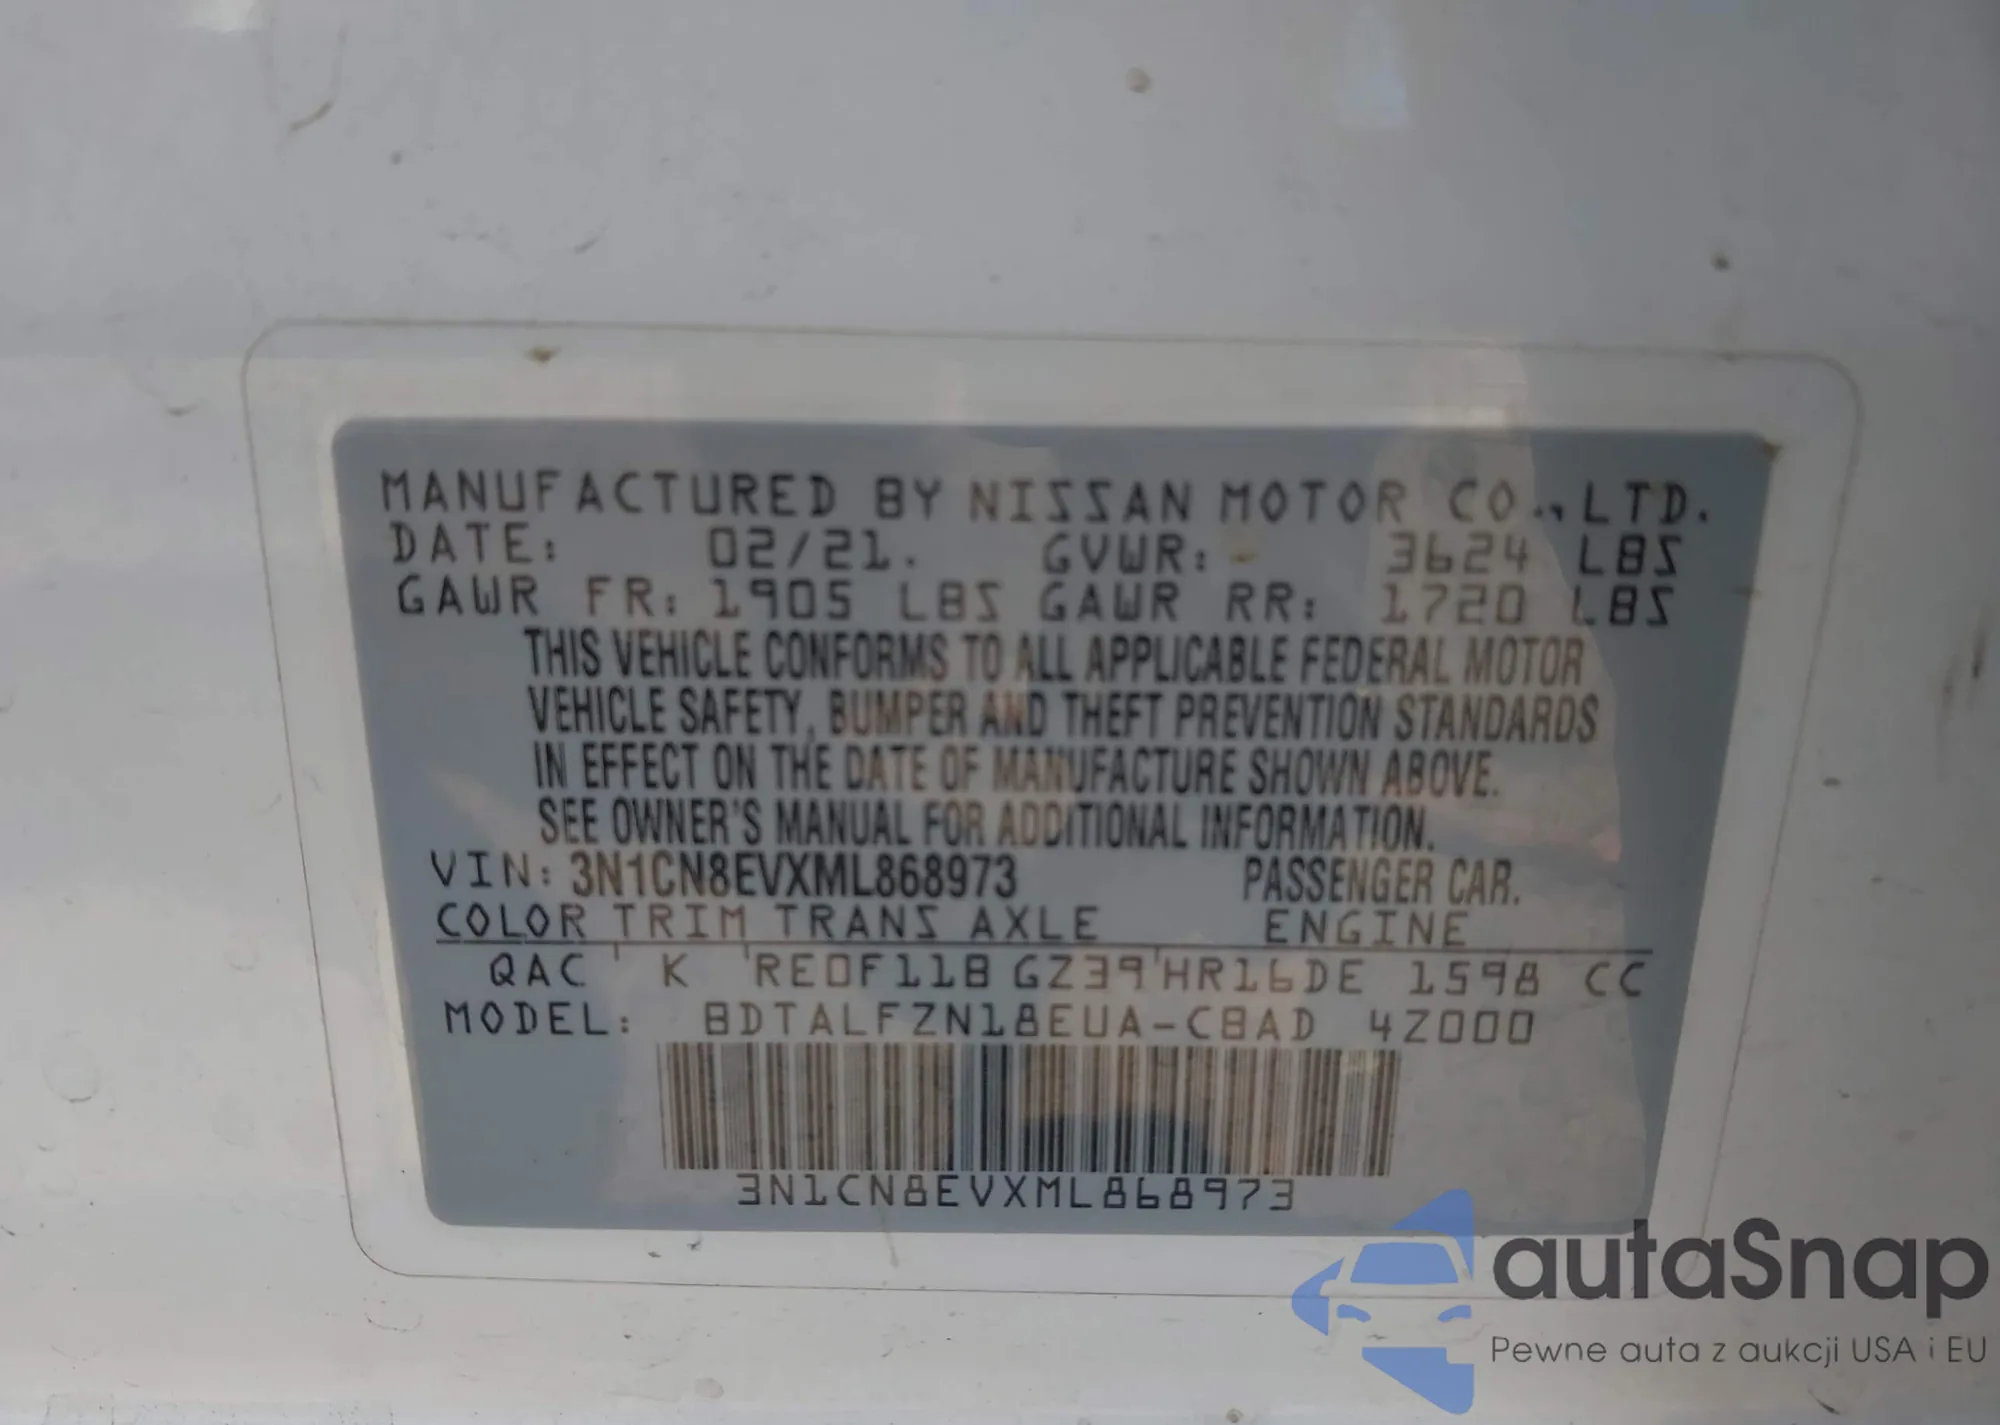 MANUFACTURED BY NISSAN MOTOR CO., LTD.
DATE: 02/21. GVWR: 3624 LBS
GAWR FR: 1905 LBS GAWR RR: 1720 LBS
THIS VEHICLE CONFORMS TO ALL APPLICABLE FEDERAL MOTOR
VEHICLE SAFETY, BUMPER AND THEFT PREVENTION STANDARDS
IN EFFECT ON THE DATE OF MANUFACTURE SHOWN ABOVE.
SEE OWNER'S MANUAL FOR ADDITIONAL INFORMATION.
VIN: 3N1CN8EVXML868973 PASSENGER CAR.
COLOR TRIM TRANS AXLE ENGINE
QAC K RE0F11B GZ39 HR16DE 1598 CC
MODEL: BDTALFZN18EUA-C8AD 4Z000
3N1CN8EVXML868973
autaSnap
Pewne auta z aukcji USA i EU